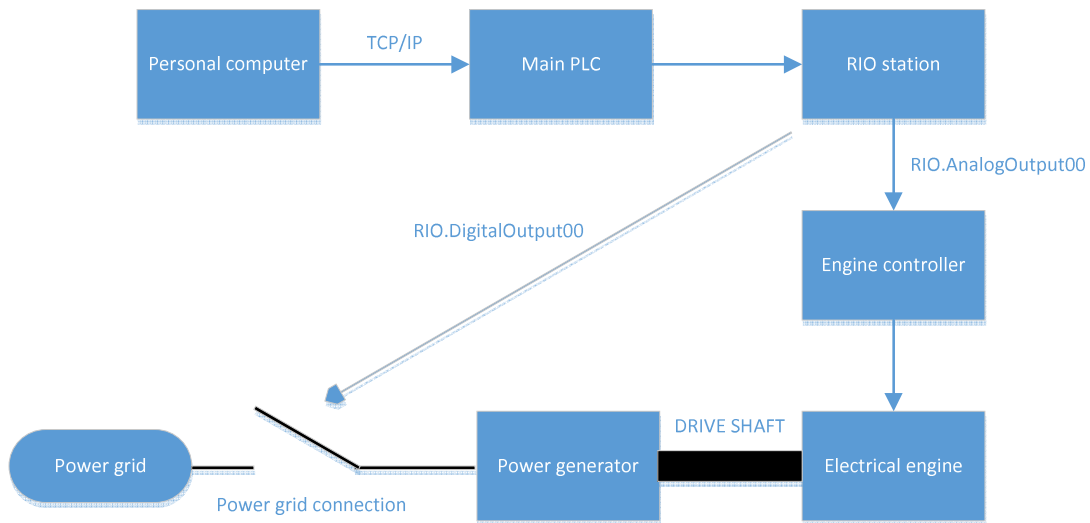 Personal computer
TCP/IP
Main PLC
RIO station
RIO.AnalogOutput00
RIO.DigitalOutput00
Engine controller
DRIVE SHAFT
Power grid
Power generator
Electrical engine
Power grid connection